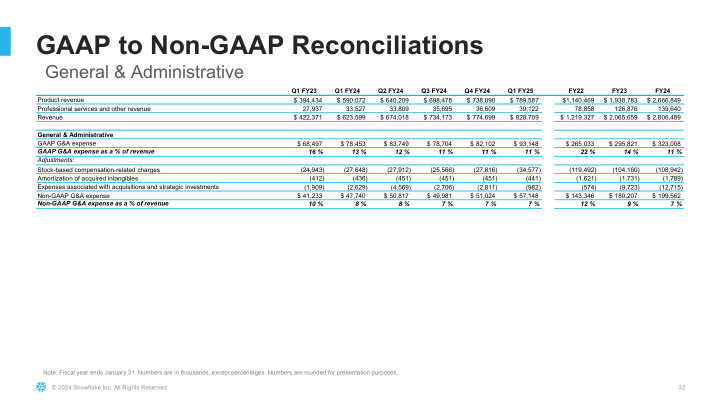 GAAP to Non-GAAP Reconciliations
General & Administrative
Q1 FY23 Q1 FY24 Q2 FY24 Q3 FY24 Q4 FY24 Q1 FY25 FY22 FY23 FY24
Product revenue $ 394,434 $ 590,072 $ 640,209 $ 698,478 $ 738,090 $ 789,587 $1,140,469 $ 1,938,783 $ 2,666,849
Professional services and other revenue 27,937 33,527 33,809 35,695 36,609 39,122 78,858 126,876 139,640
Revenue $ 422,371 $ 623,599 $ 674,018 $ 734,173 $ 774,699 $ 828,709 $ 1,219,327 $ 2,065,659 $ 2,806,489
General & Administrative
GAAP G&A expense $ 68,497 $ 78,453 $ 83,749 $ 78,704 $ 82,102 $ 93,148 $ 265,033 $ 295,821 $ 323,008
GAAP G&A expense as a % of revenue 16 % 13 % 12 % 11 % 11 % 11 % 22 % 14 % 11 %
Adjustments:
Stock-based compensation-related charges (24,943) (27,648) (27,912) (25,566) (27,816) (34,577) (119,492) (104,160) (108,942)
Amortization of acquired intangibles (412) (436) (451) (451) (451) (441) (1,621) (1,731) (1,789)
Expenses associated with acquisitions and strategic investments (1,909) (2,629) (4,569) (2,706) (2,811) (982) (574) (9,723) (12,715)
Non-GAAP G&A expense $ 41,233 $ 47,740 $ 50,817 $ 49,981 $ 51,024 $ 57,148 $ 143,346 $ 180,207 $ 199,562
Non-GAAP G&A expense as a % of revenue 10 % 8 % 8 % 7 % 7 % 7 % 12 % 9 % 7 %
Note: Fiscal year ends January 31. Numbers are in thousands, except percentages. Numbers are rounded for presentation purposes.
© 2024 Snowflake Inc. All Rights Reserved 32